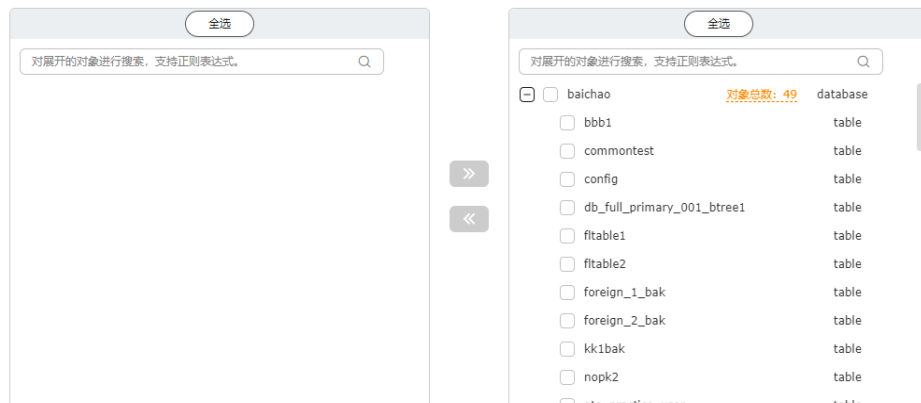 全选
对展开的对象进行搜索，支持正则表达式。
全选
对展开的对象进行搜索，支持正则表达式。
baichao 对象总数：49 database
bbb1 table
commontest table
config table
db_full_primary_001_btree1 table
fltable1 table
fltable2 table
foreign_1_bak table
foreign_2_bak table
kk1bak table
nopk2 table